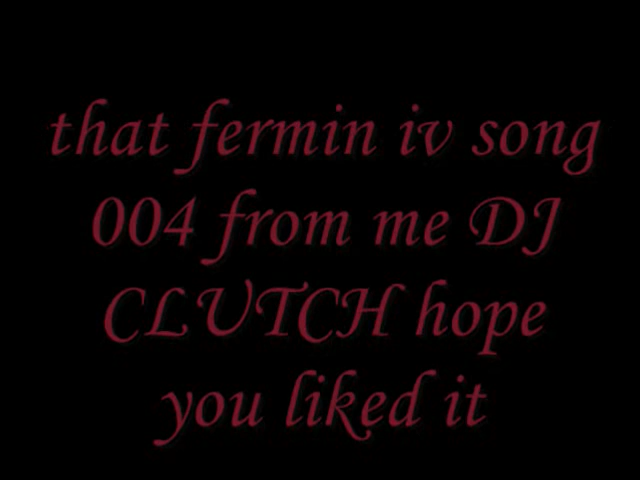 that fermin iv song
004 from me DJ
CLUTCH hope
you liked it